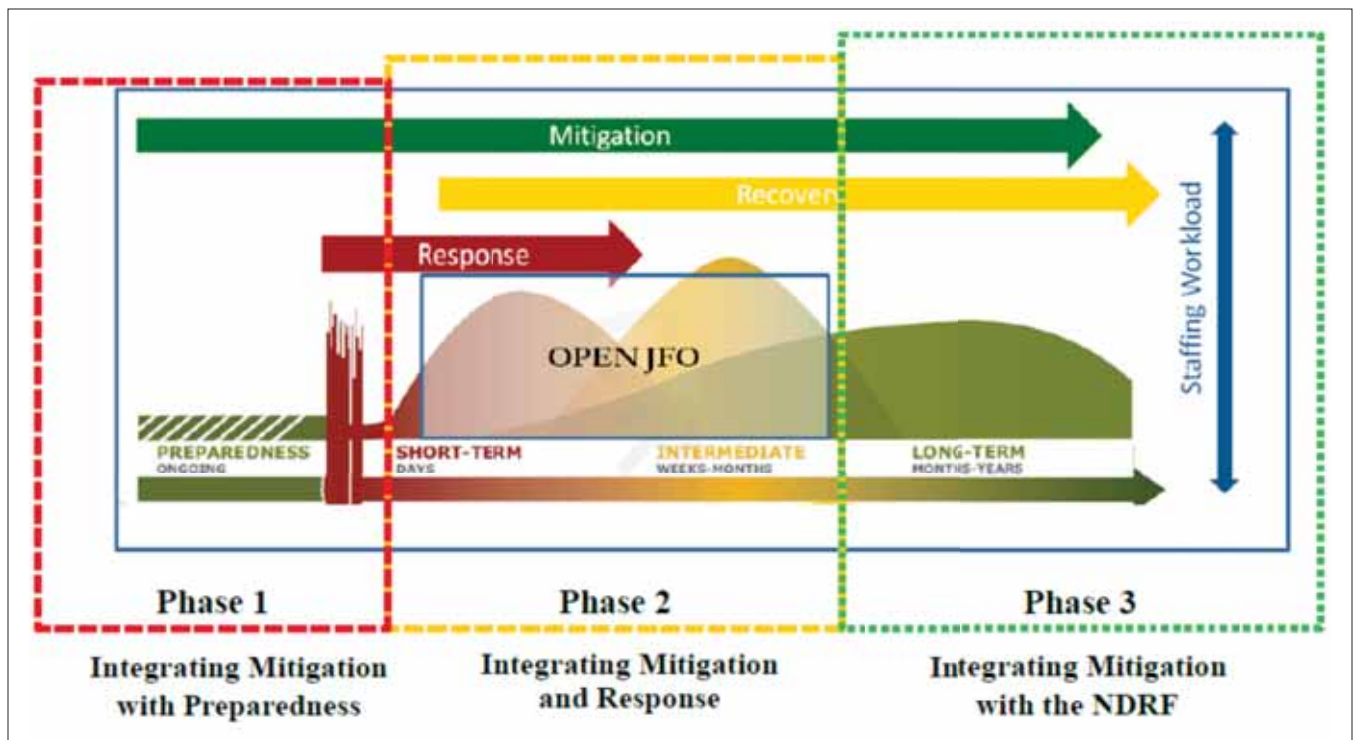 Mitigation
Recovery
Response
Staffing Workload
OPEN JFO
PREPAREDNESS
ONGOING
SHORT-TERM
DAYS
INTERMEDIATE
WEEKS-MONTHS
LONG-TERM
MONTHS-YEARS
Phase 1
Phase 2
Phase 3
Integrating Mitigation
with Preparedness
Integrating Mitigation
and Response
Integrating Mitigation
with the NDRF